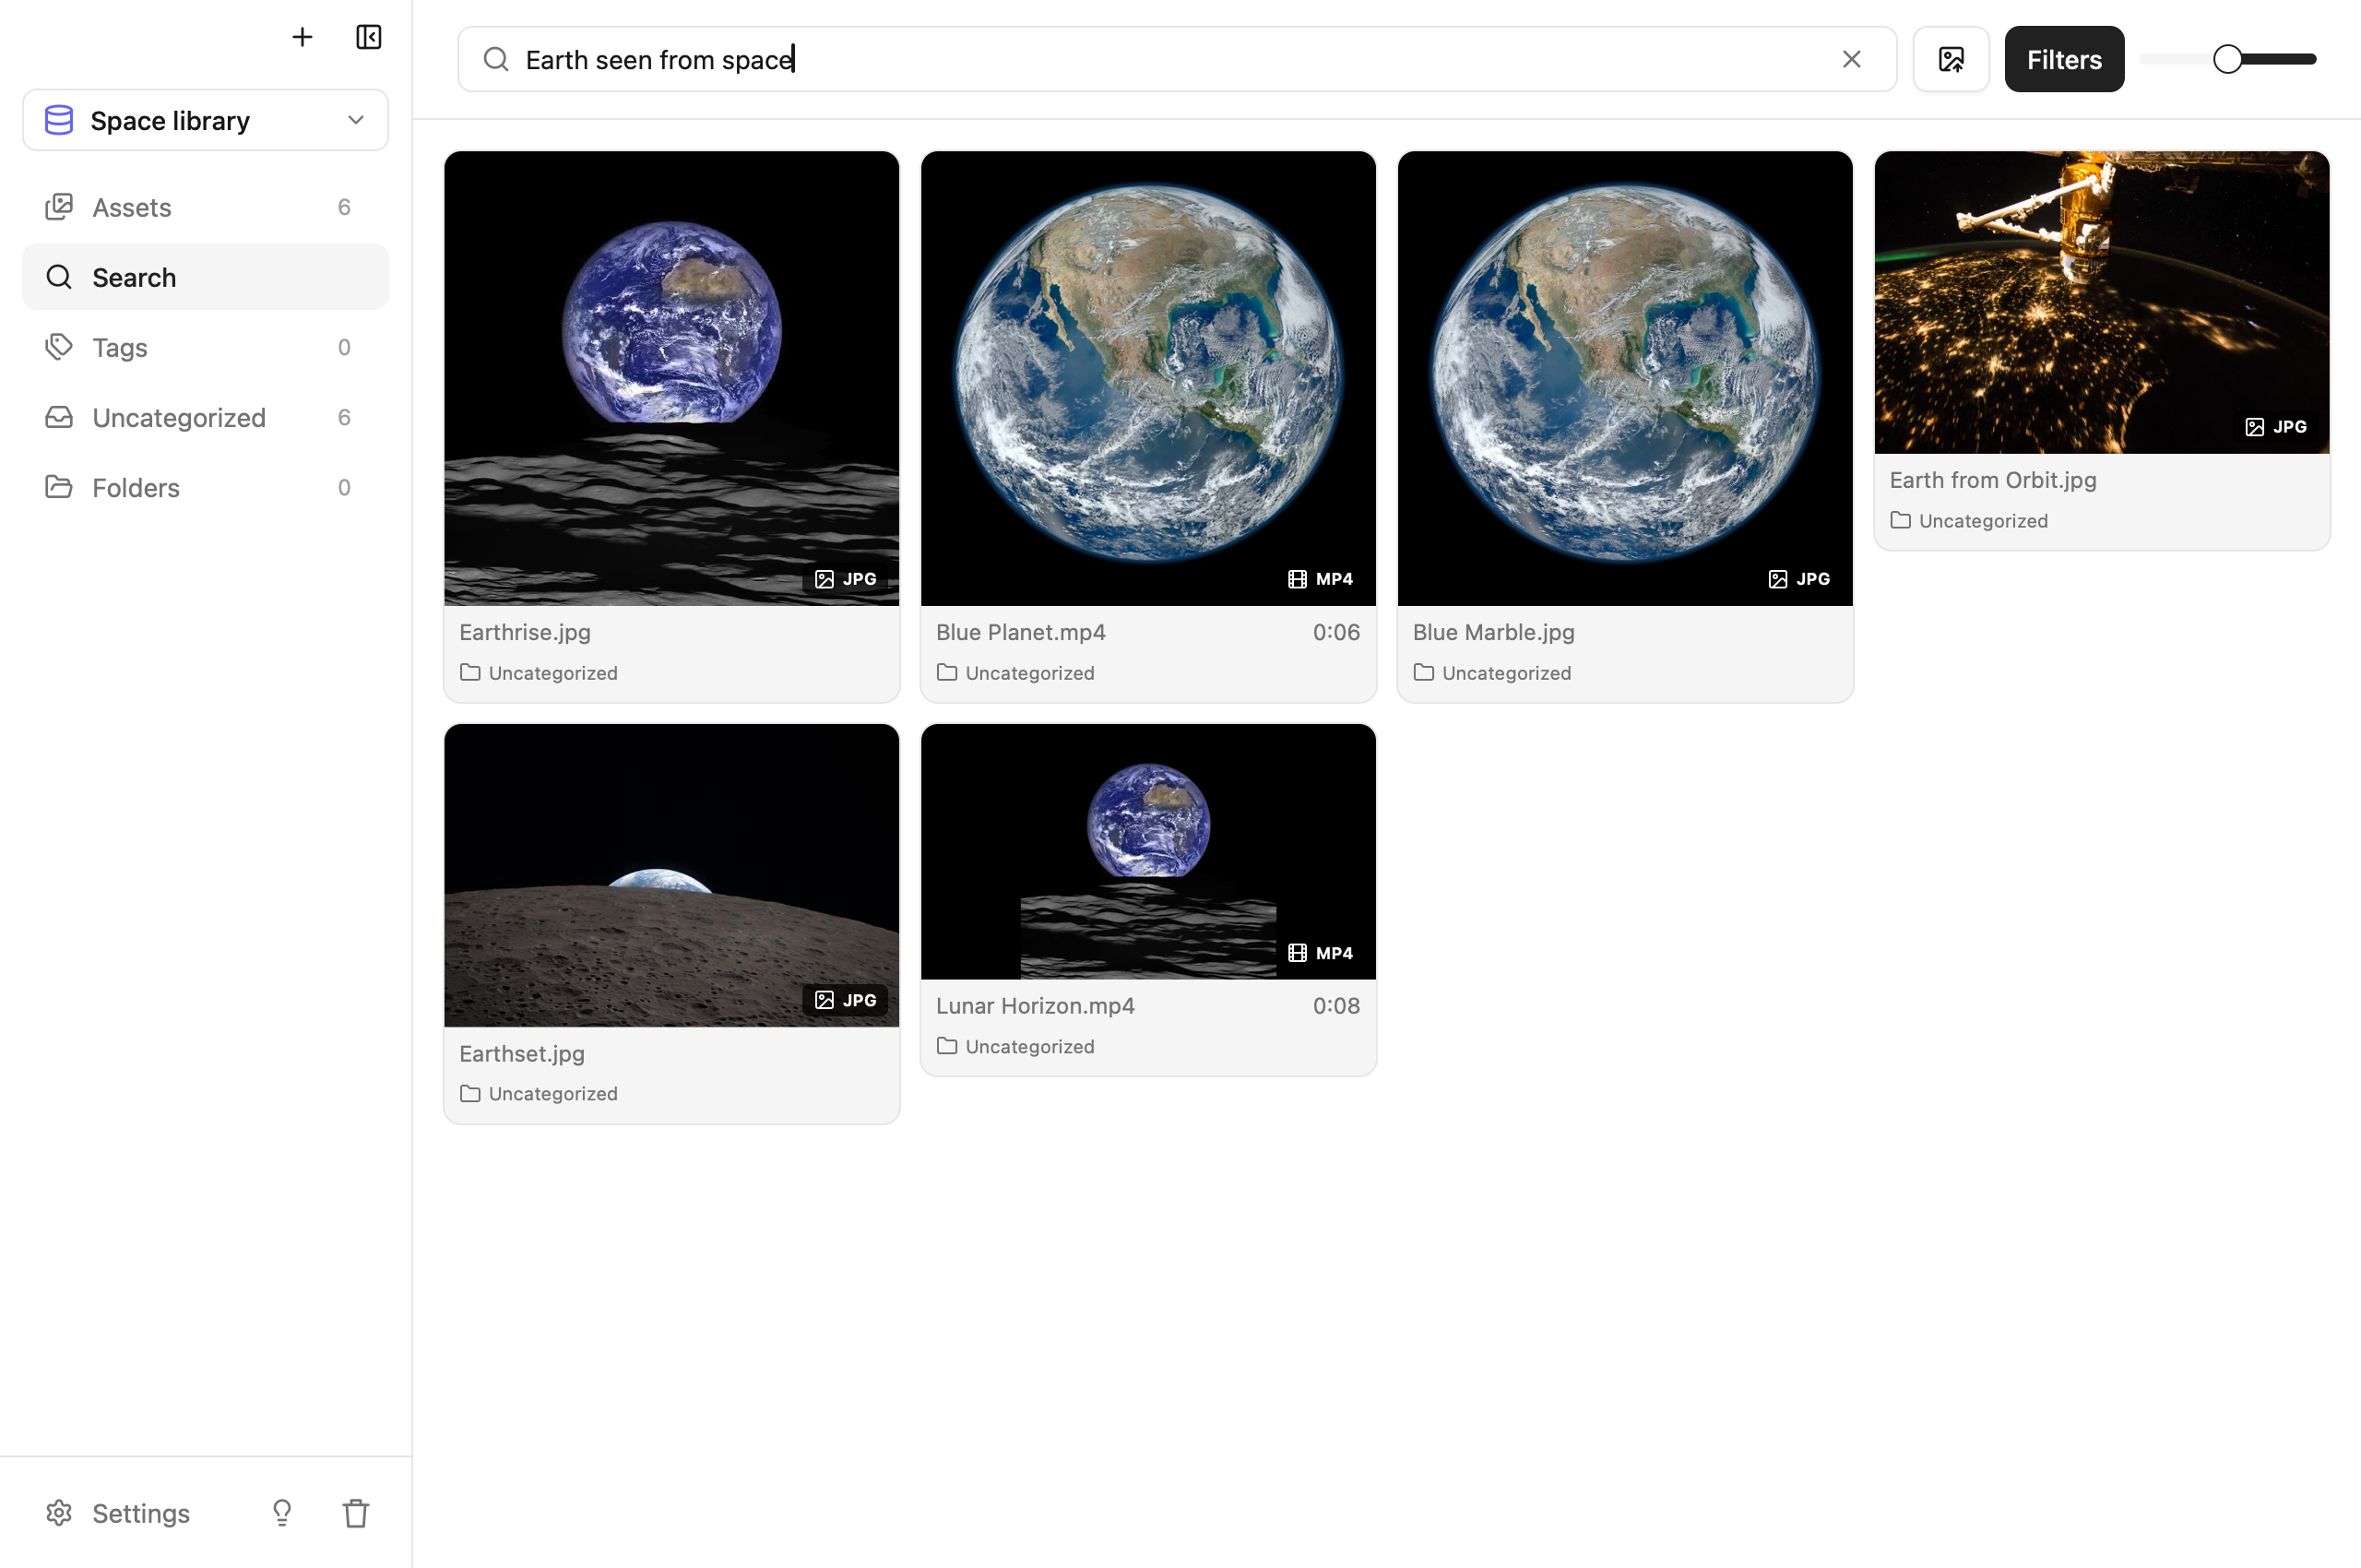 Earth seen from space
Filters
Space library
Assets 6
Search
Tags 0
Uncategorized 6
Folders 0
JPG
Earthrise.jpg
Uncategorized
MP4
Blue Planet.mp4 0:06
Uncategorized
JPG
Blue Marble.jpg
Uncategorized
JPG
Earth from Orbit.jpg
Uncategorized
JPG
Earthset.jpg
Uncategorized
MP4
Lunar Horizon.mp4 0:08
Uncategorized
Settings